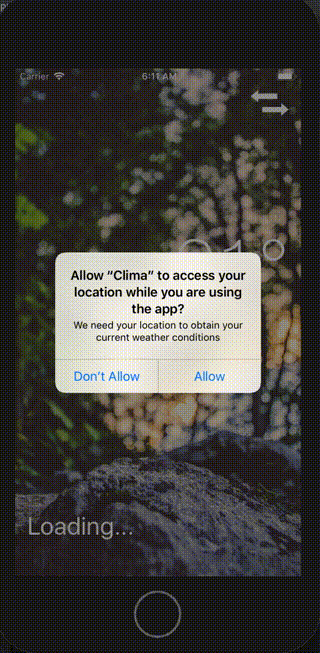 Carrier 6:11 AM
21°
Allow “Clima” to access your
location while you are using
the app?
We need your location to obtain your
current weather conditions
Don’t Allow Allow
Loading...